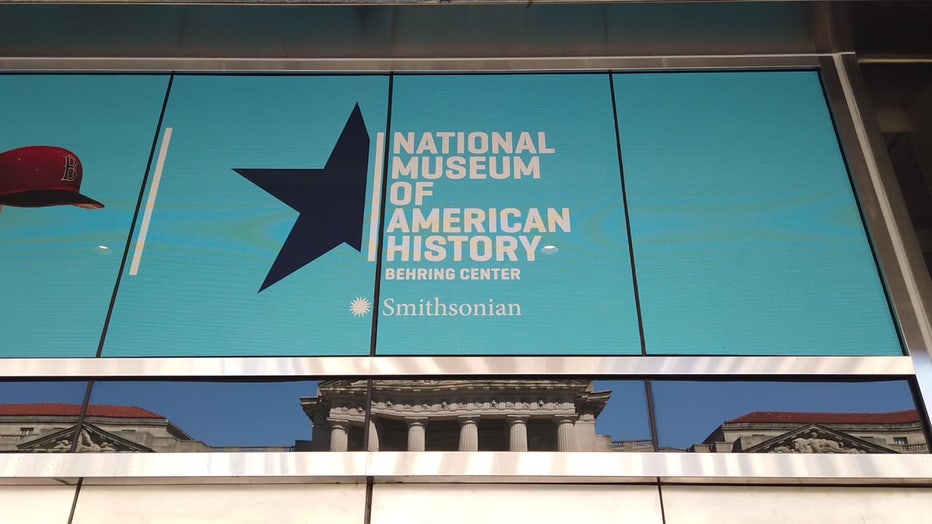 B
NATIONAL
MUSEUM
OF
AMERICAN
HISTORY
BEHRING CENTER
Smithsonian